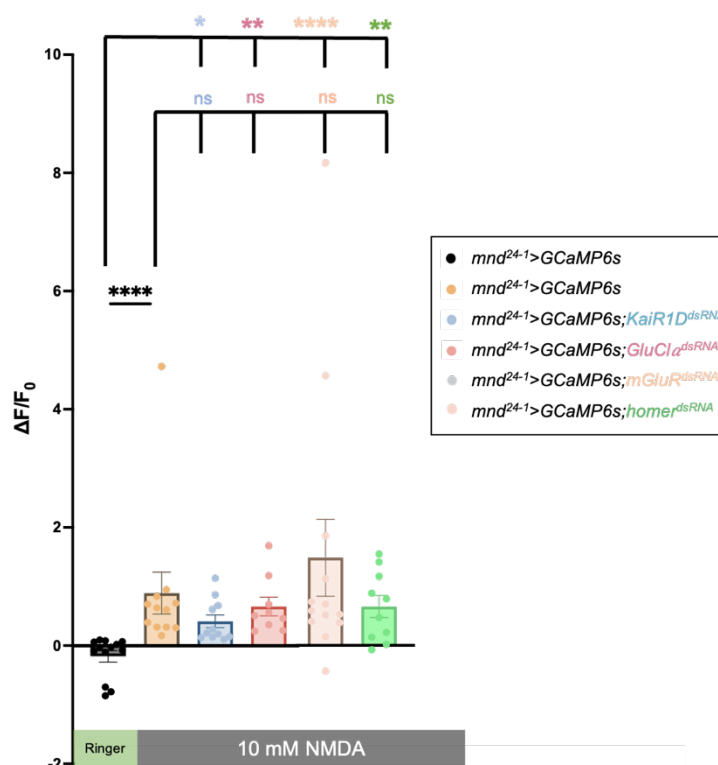 * ** **** **
10
ns ns ns ns
8
6
****
4
2
0
-2
ΔF/F0
Ringer
10 mM NMDA
mnd24-1>GCaMP6s
mnd24-1>GCaMP6s
mnd24-1>GCaMP6s;KaiR1DdsRNA
mnd24-1>GCaMP6s;GluClαdsRNA
mnd24-1>GCaMP6s;mGluRdsRNA
mnd24-1>GCaMP6s;homerdsRNA